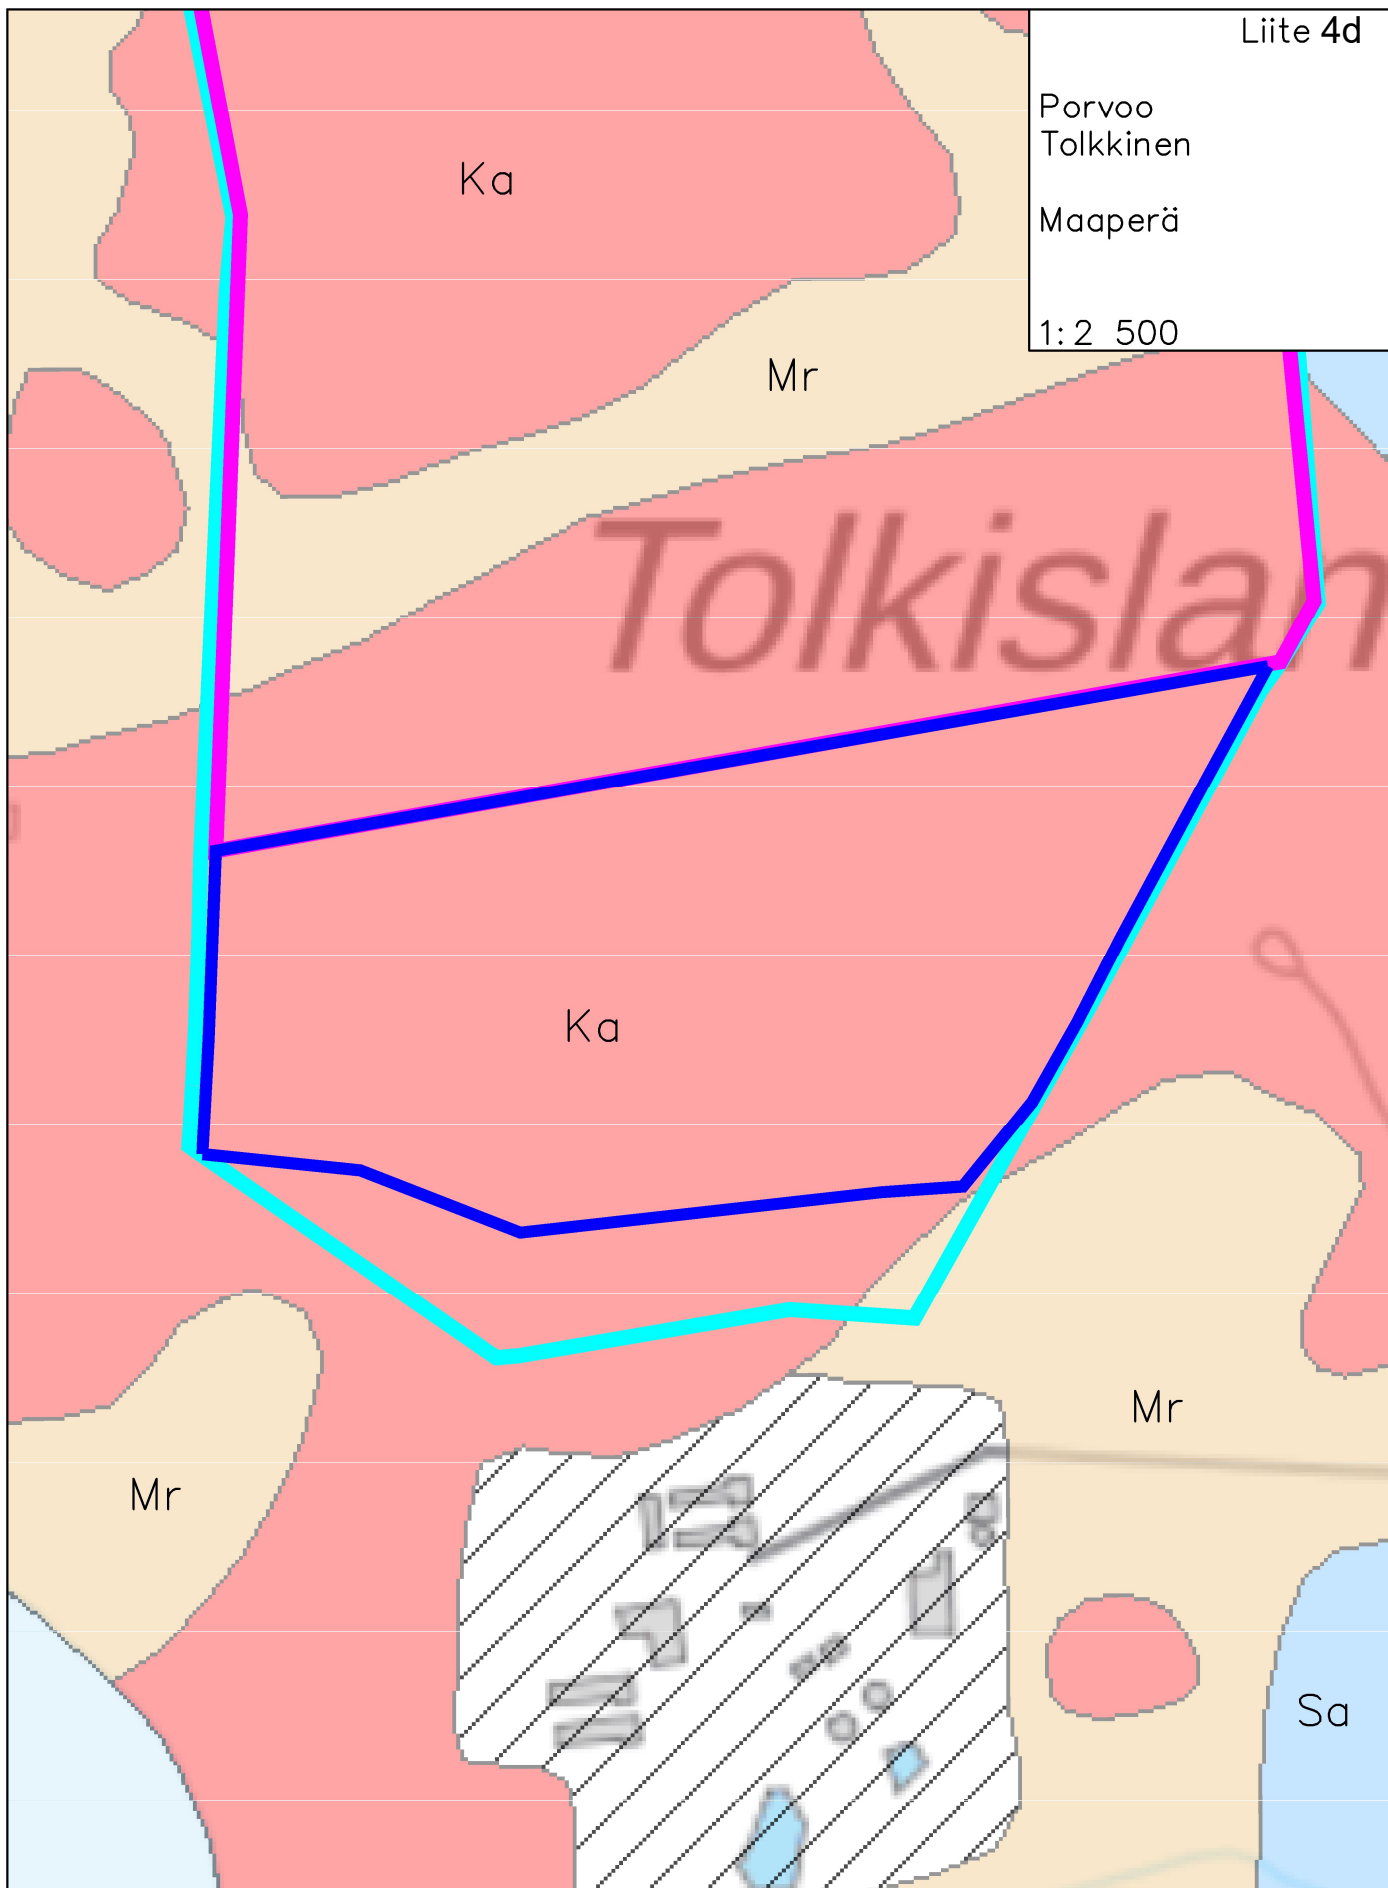 Liite 4d
Porvoo
Tolkkinen
Maaperä
1:2 500
Ka
Mr
Tolkislan
Ka
Mr
Mr
Sa